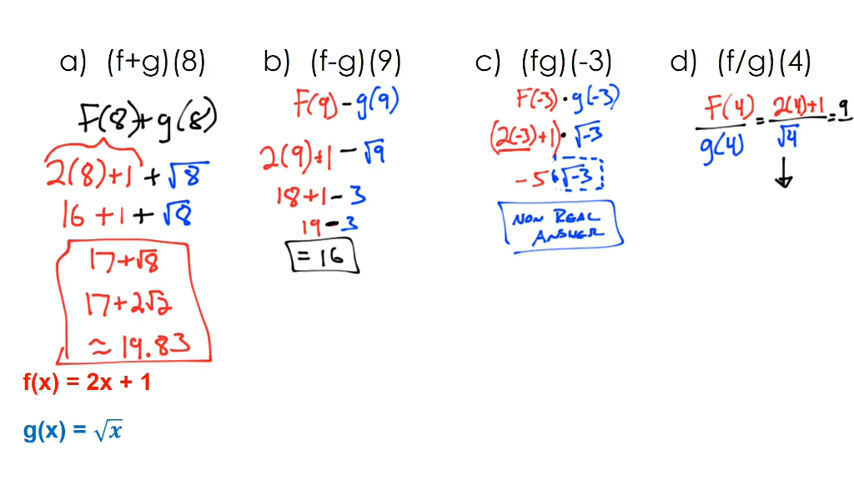 a) (f+g)(8)
F(8)+g(8)
2(8)+1 + √8
16 + 1 + √8
17+√8
17+2√2
≈ 19.83
b) (f-g)(9)
F(9) - g(9)
2(9)+1 - √9
18+1 - 3
19 - 3
= 16
c) (fg)(-3)
F(-3) · g(-3)
(2(-3)+1) · √-3
-5 · √-3
NON REAL
ANSWER
d) (f/g)(4)
F(4)/g(4) = 2(4)+1/√4 = 9
f(x) = 2x + 1
g(x) = √x